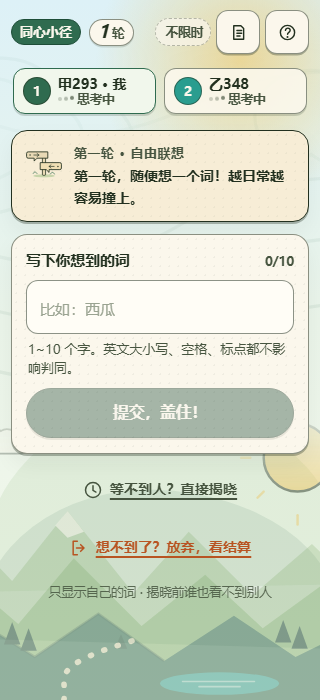 同心小径
1轮
不限时
1
甲293 · 我
思考中
2
乙348
思考中
第一轮 · 自由联想
第一轮，随便想一个词！越日常越
容易撞上。
写下你想到的词
0/10
比如：西瓜
1~10 个字。英文大小写、空格、标点都不影
响判同。
提交，盖住！
等不到人？直接揭晓
想不到了？放弃，看结算
只显示自己的词 · 揭晓前谁也看不到别人